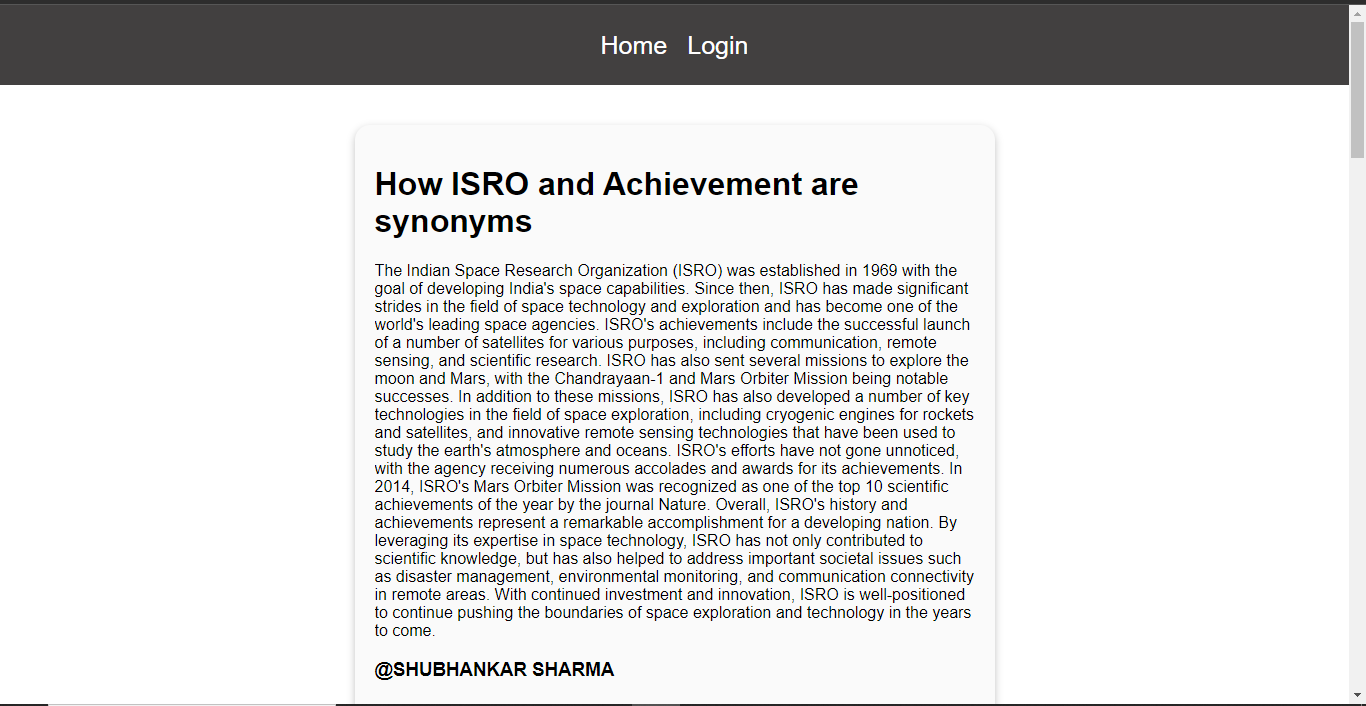 Home Login
How ISRO and Achievement are
synonyms
The Indian Space Research Organization (ISRO) was established in 1969 with the
goal of developing India's space capabilities. Since then, ISRO has made significant
strides in the field of space technology and exploration and has become one of the
world's leading space agencies. ISRO's achievements include the successful launch
of a number of satellites for various purposes, including communication, remote
sensing, and scientific research. ISRO has also sent several missions to explore the
moon and Mars, with the Chandrayaan-1 and Mars Orbiter Mission being notable
successes. In addition to these missions, ISRO has also developed a number of key
technologies in the field of space exploration, including cryogenic engines for rockets
and satellites, and innovative remote sensing technologies that have been used to
study the earth's atmosphere and oceans. ISRO's efforts have not gone unnoticed,
with the agency receiving numerous accolades and awards for its achievements. In
2014, ISRO's Mars Orbiter Mission was recognized as one of the top 10 scientific
achievements of the year by the journal Nature. Overall, ISRO's history and
achievements represent a remarkable accomplishment for a developing nation. By
leveraging its expertise in space technology, ISRO has not only contributed to
scientific knowledge, but has also helped to address important societal issues such
as disaster management, environmental monitoring, and communication connectivity
in remote areas. With continued investment and innovation, ISRO is well-positioned
to continue pushing the boundaries of space exploration and technology in the years
to come.
@SHUBHANKAR SHARMA